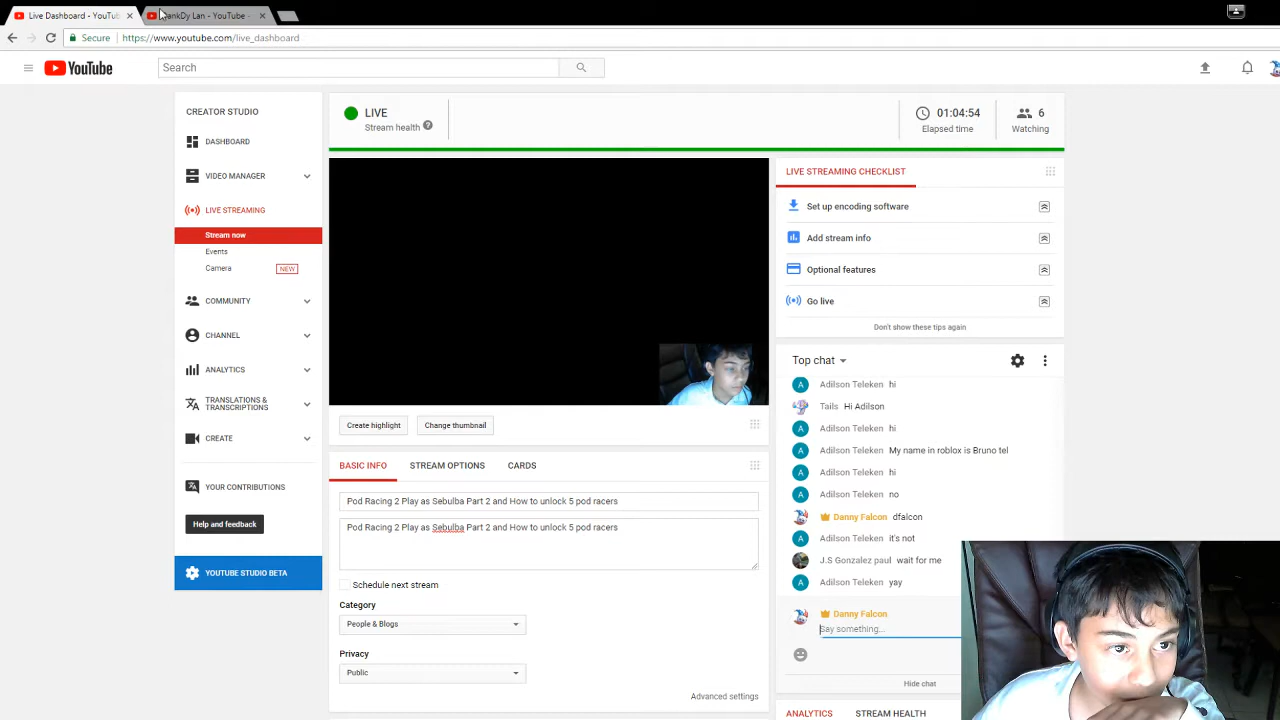 Live Dashboard - YouTub
ankDy Lan - YouTube -
Secure
https://www.youtube.com/live_dashboard
YouTube
Search
CREATOR STUDIO
DASHBOARD
VIDEO MANAGER
LIVE STREAMING
Stream now
Events
Camera
NEW
COMMUNITY
CHANNEL
ANALYTICS
TRANSLATIONS &
TRANSCRIPTIONS
CREATE
YOUR CONTRIBUTIONS
Help and feedback
YOUTUBE STUDIO BETA
LIVE
Stream health
01:04:54
Elapsed time
6
Watching
Create highlight
Change thumbnail
BASIC INFO
STREAM OPTIONS
CARDS
Pod Racing 2 Play as Sebulba Part 2 and How to unlock 5 pod racers
Pod Racing 2 Play as Sebulba Part 2 and How to unlock 5 pod racers
Schedule next stream
Category
People & Blogs
Privacy
Public
Advanced settings
LIVE STREAMING CHECKLIST
Set up encoding software
Add stream info
Optional features
Go live
Don't show these tips again
Top chat
A Adilson Teleken hi
Tails Hi Adilson
A Adilson Teleken hi
A Adilson Teleken My name in roblox is Bruno tel
A Adilson Teleken hi
A Adilson Teleken no
Danny Falcon dfalcon
A Adilson Teleken it's not
J.S Gonzalez paul wait for me
A Adilson Teleken yay
Danny Falcon
Say something...
Hide chat
ANALYTICS
STREAM HEALTH